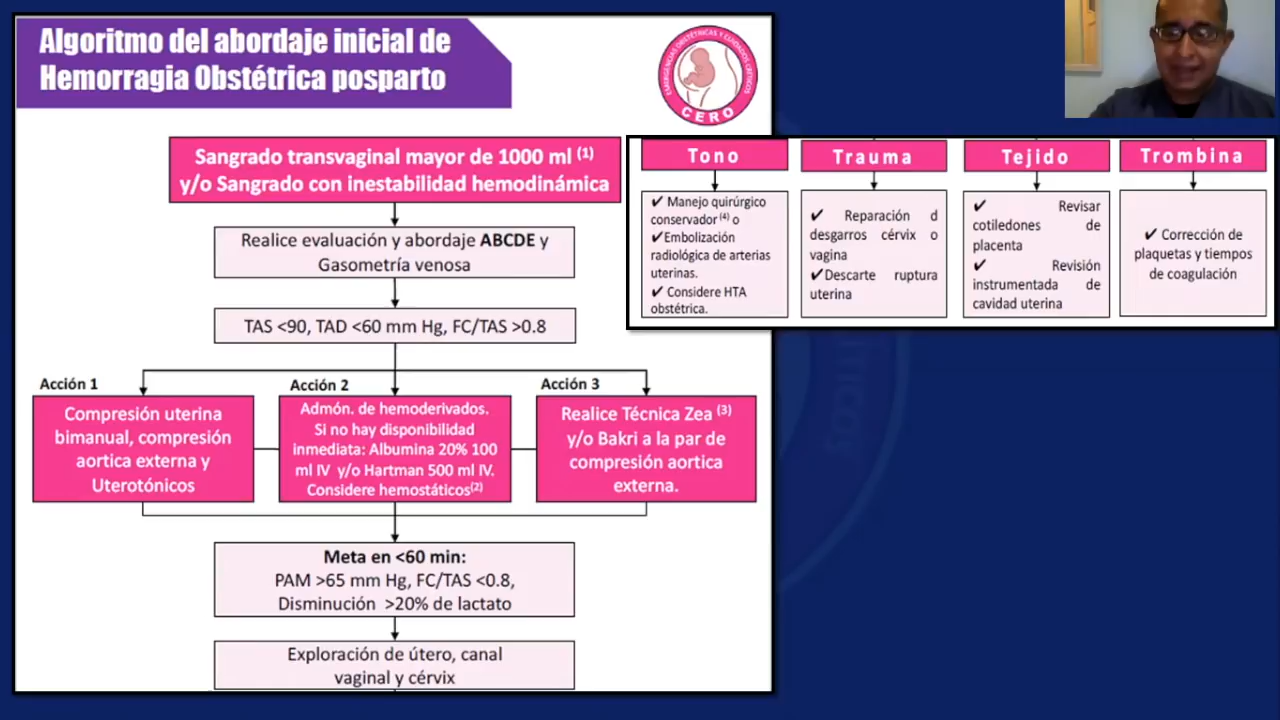 Algoritmo del abordaje inicial de
Hemorragia Obstétrica posparto
EMERGENCIAS OBSTÉTRICAS Y CUIDADOS CRÍTICOS
CERO
Sangrado transvaginal mayor de 1000 ml (1)
y/o Sangrado con inestabilidad hemodinámica
Realice evaluación y abordaje ABCDE y
Gasometría venosa
TAS <90, TAD <60 mm Hg, FC/TAS >0.8
Acción 1
Compresión uterina
bimanual, compresión
aortica externa y
Uterotónicos
Acción 2
Admón. de hemoderivados.
Si no hay disponibilidad
inmediata: Albumina 20% 100
ml IV y/o Hartman 500 ml IV.
Considere hemostáticos(2)
Acción 3
Realice Técnica Zea (3)
y/o Bakri a la par de
compresión aortica
externa.
Meta en <60 min:
PAM >65 mm Hg, FC/TAS <0.8,
Disminución >20% de lactato
Exploración de útero, canal
vaginal y cérvix
Tono
✔ Manejo quirúrgico
conservador (4) o
✔Embolización
radiológica de arterias
uterinas.
✔ Considere HTA
obstétrica.
Trauma
✔ Reparación d
desgarros cérvix o
vagina
✔Descarte ruptura
uterina
Tejido
✔ Revisar
cotiledones de
placenta
✔ Revisión
instrumentada de
cavidad uterina
Trombina
✔ Corrección de
plaquetas y tiempos
de coagulación